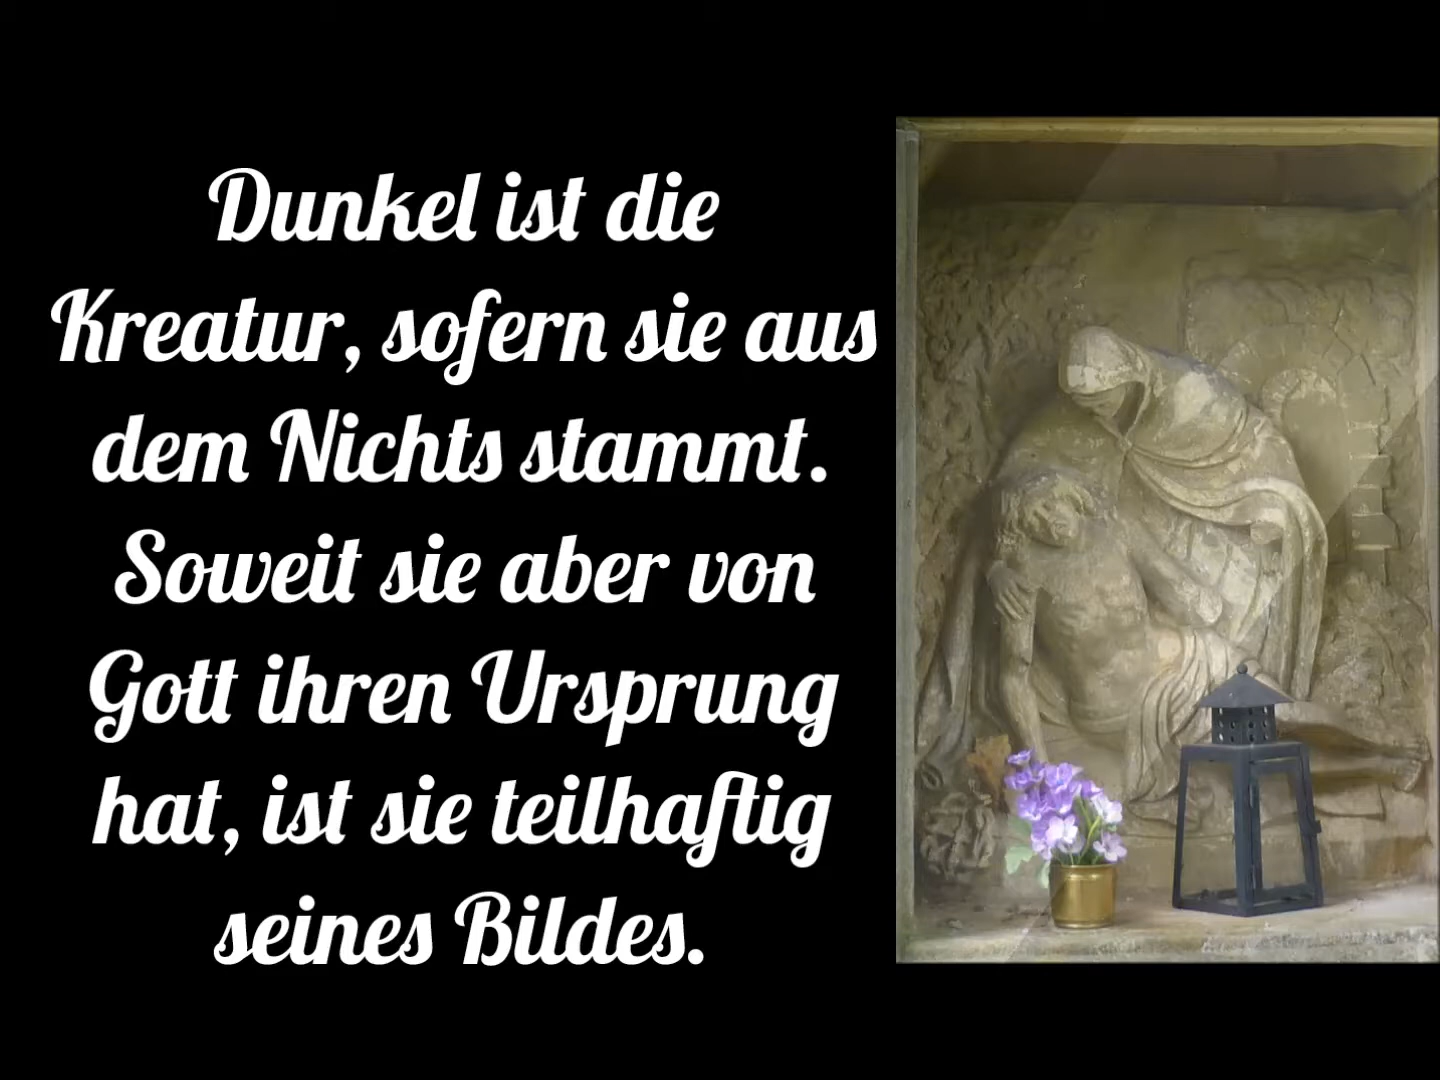 Dunkel ist die
Kreatur, sofern sie aus
dem Nichts stammt.
Soweit sie aber von
Gott ihren Ursprung
hat, ist sie teilhaftig
seines Bildes.